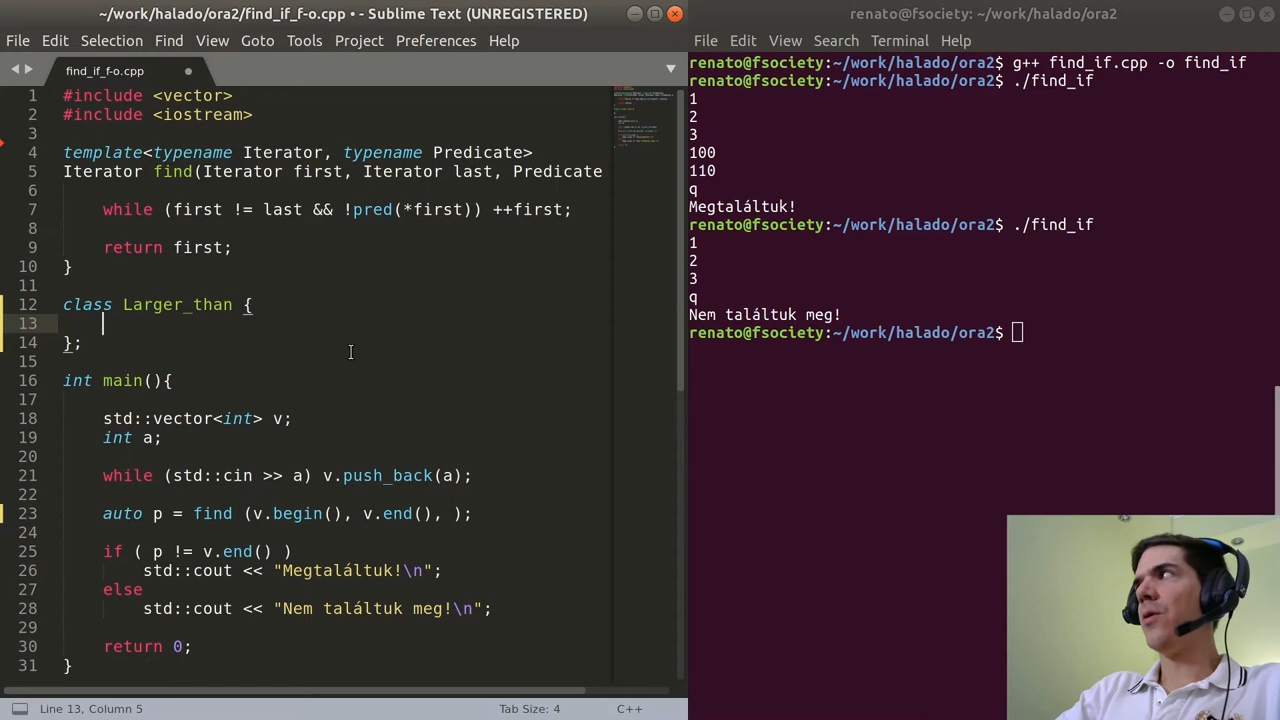 ~/work/halado/ora2/find_if_f-o.cpp • - Sublime Text (UNREGISTERED)
File Edit Selection Find View Goto Tools Project Preferences Help
find_if_f-o.cpp
1 #include <vector>
2 #include <iostream>
3
4 template<typename Iterator, typename Predicate>
5 Iterator find(Iterator first, Iterator last, Predicate
6
7 while (first != last && !pred(*first)) ++first;
8
9 return first;
10 }
11
12 class Larger_than {
13
14 };
15
16 int main(){
17
18 std::vector<int> v;
19 int a;
20
21 while (std::cin >> a) v.push_back(a);
22
23 auto p = find (v.begin(), v.end(), );
24
25 if ( p != v.end() )
26 std::cout << "Megtaláltuk!\n";
27 else
28 std::cout << "Nem találtuk meg!\n";
29
30 return 0;
31 }
Line 13, Column 5
Tab Size: 4
C++
renato@fsociety: ~/work/halado/ora2
File Edit View Search Terminal Help
renato@fsociety:~/work/halado/ora2$ g++ find_if.cpp -o find_if
renato@fsociety:~/work/halado/ora2$ ./find_if
1
2
3
100
110
q
Megtaláltuk!
renato@fsociety:~/work/halado/ora2$ ./find_if
1
2
3
q
Nem találtuk meg!
renato@fsociety:~/work/halado/ora2$